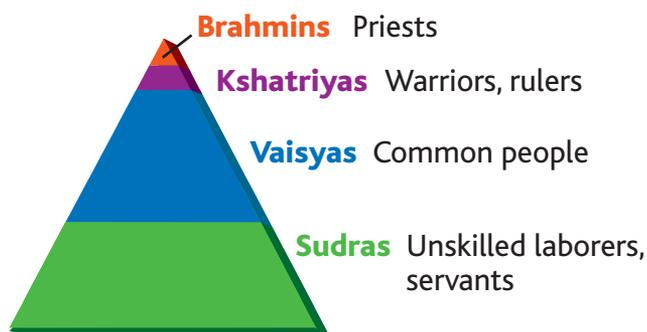 Brahmins Priests
Kshatriyas Warriors, rulers
Vaisyas Common people
Sudras Unskilled laborers,
servants